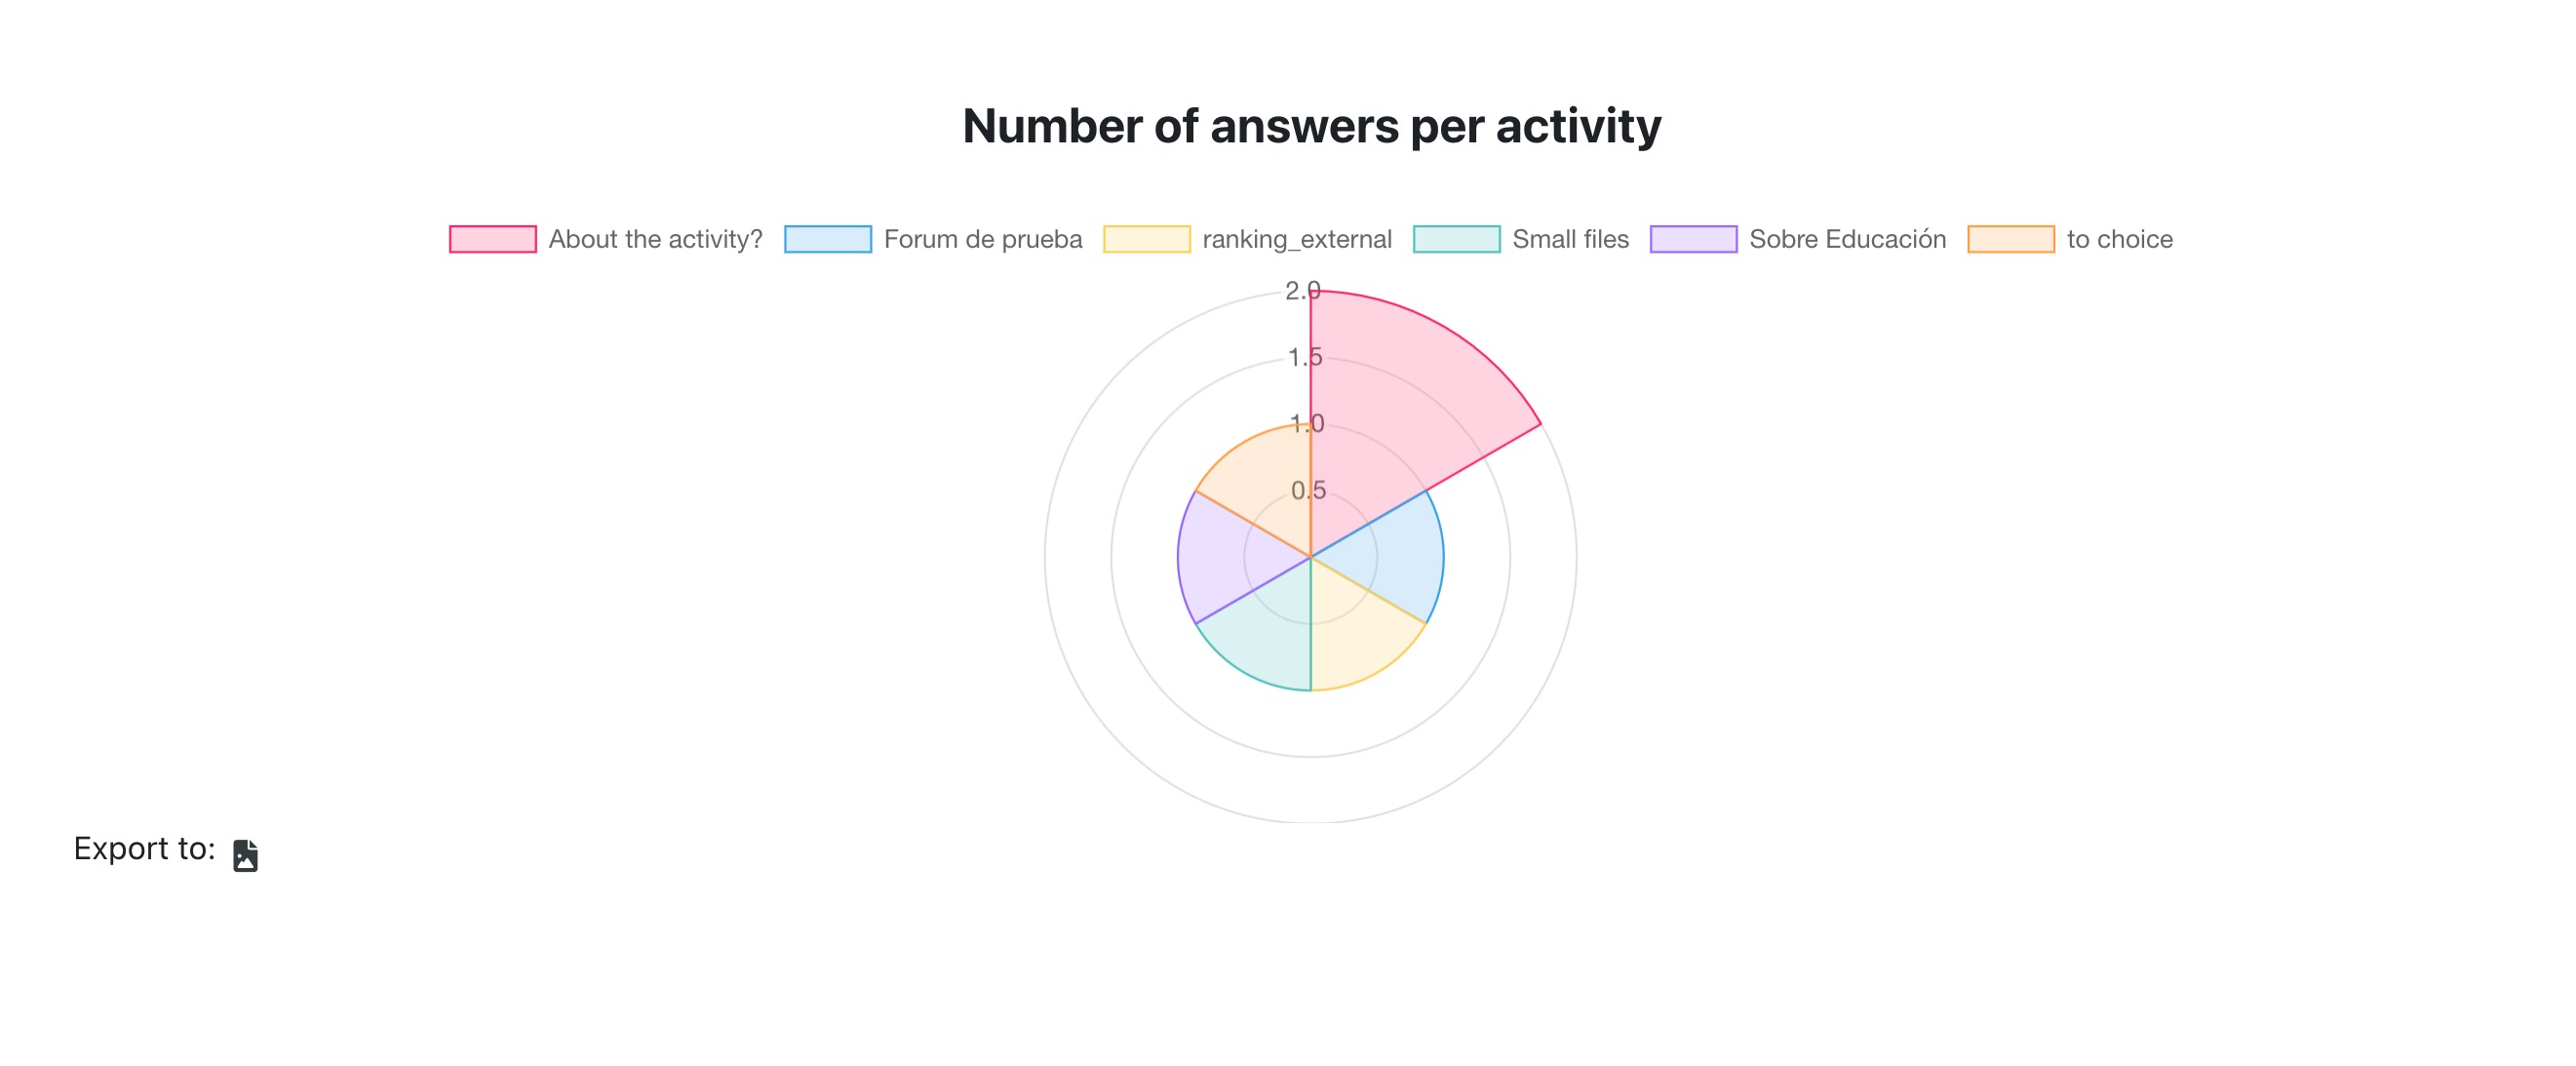 Number of answers per activity
About the activity? Forum de prueba ranking_external Small files Sobre Educación to choice
2.0
1.5
1.0
0.5
Export to: